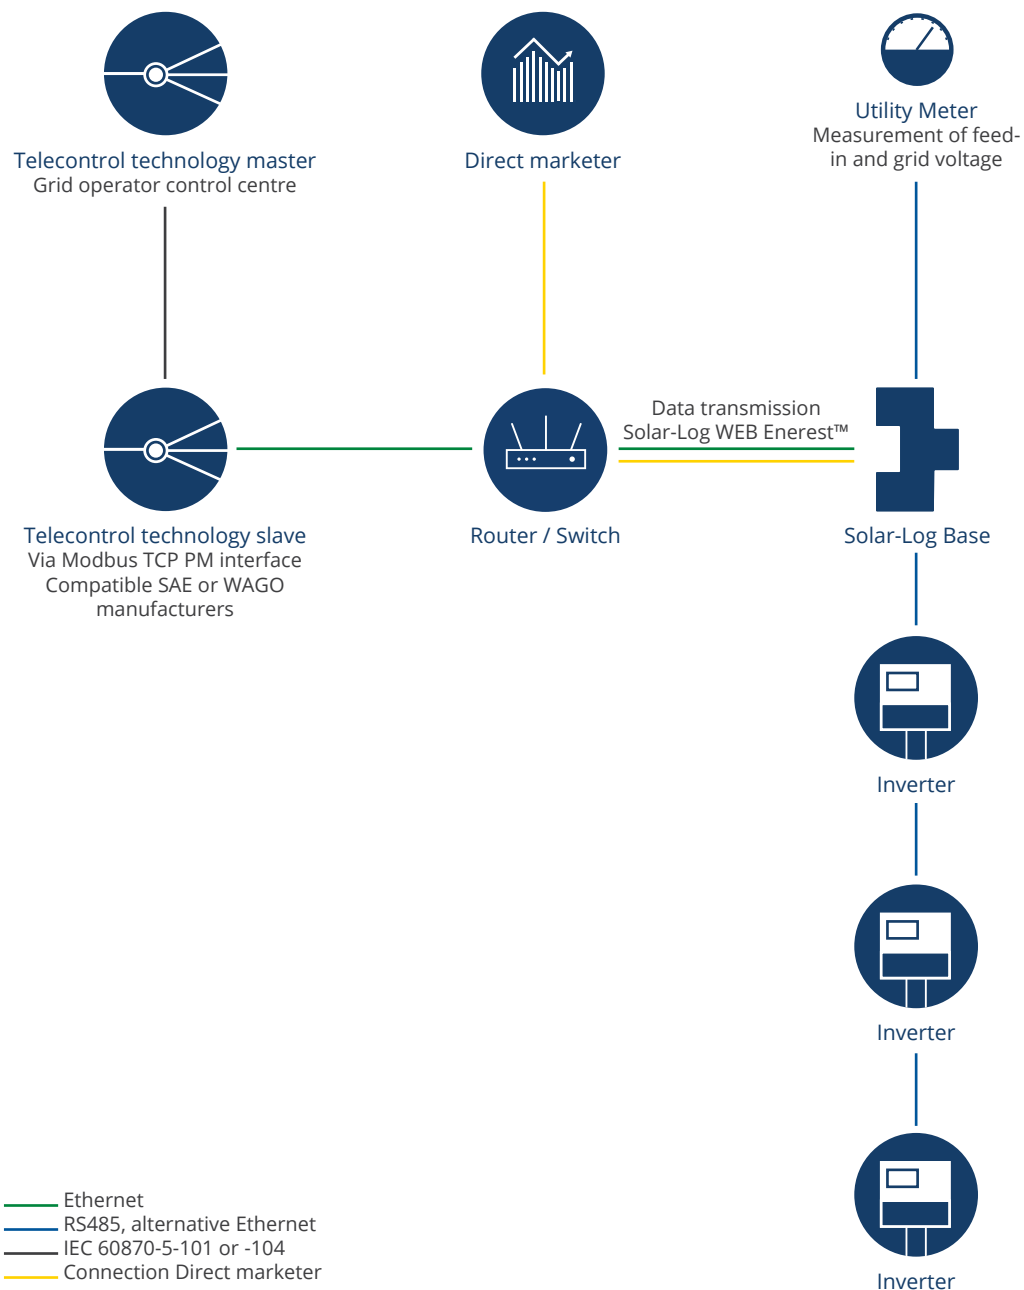 Telecontrol technology master
Grid operator control centre
Direct marketer
Utility Meter
Measurement of feed-
in and grid voltage
Data transmission
Solar-Log WEB Enerest™
Telecontrol technology slave
Via Modbus TCP PM interface
Compatible SAE or WAGO
manufacturers
Router / Switch
Solar-Log Base
Inverter
Inverter
Inverter
Ethernet
RS485, alternative Ethernet
IEC 60870-5-101 or -104
Connection Direct marketer